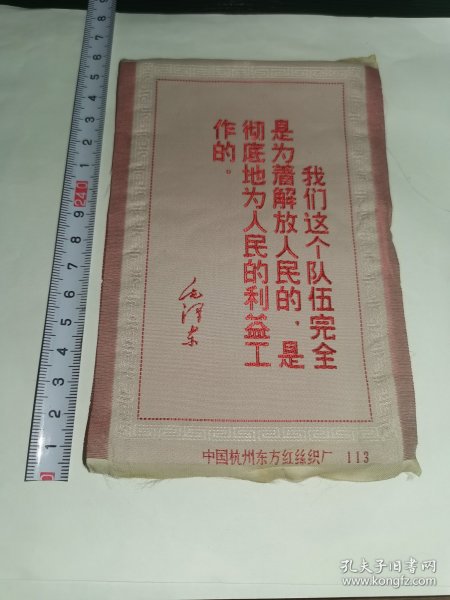 我们这个队伍完全
是为着解放人民的，是
彻底地为人民的利益工
作的。
毛泽东
中国杭州东方红丝织厂 113
孔夫子旧书网
www.kongfz.com